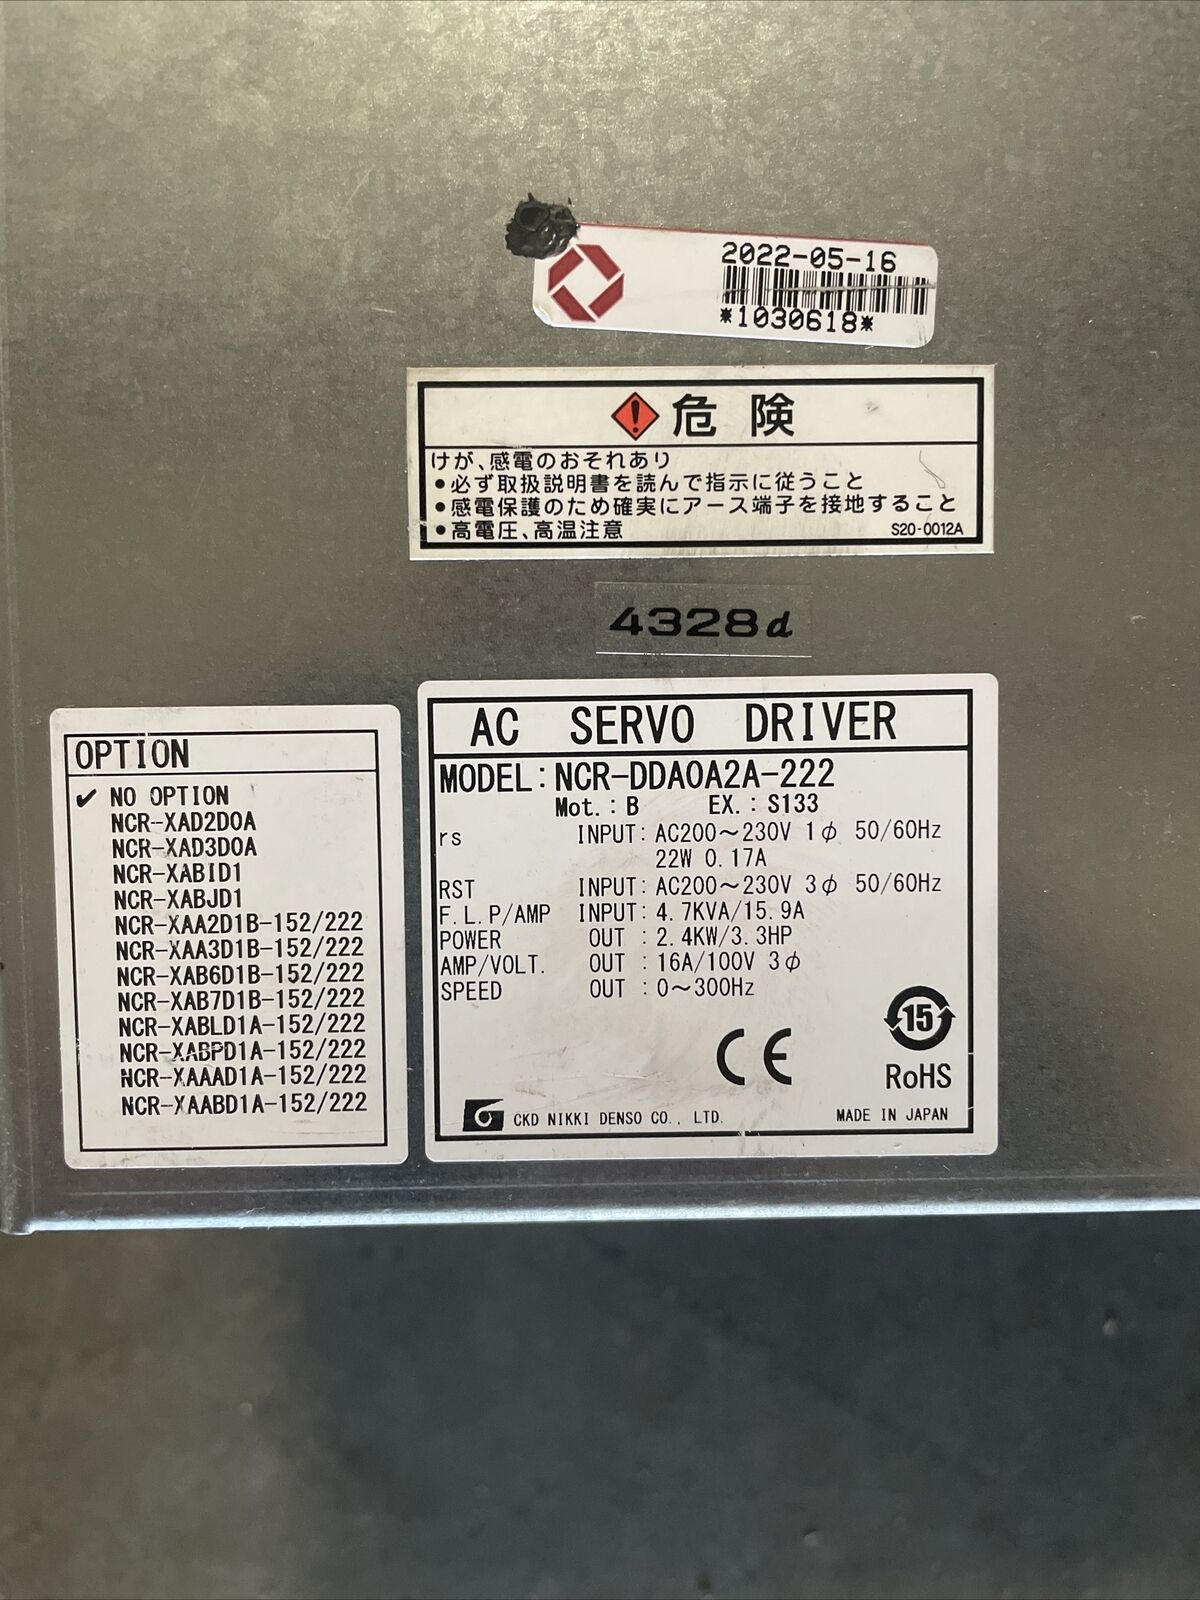 2022-05-16
*1030618*
危険
けが、感電のおそれあり
●必ず取扱説明書を読んで指示に従うこと
●感電保護のため確実にアース端子を接地すること
●高電圧、高温注意
S20-0012A
4328d
OPTION
✓ NO OPTION
NCR-XAD2D0A
NCR-XAD3D0A
NCR-XABID1
NCR-XABJD1
NCR-XAA2D1B-152/222
NCR-XAA3D1B-152/222
NCR-XAB6D1B-152/222
NCR-XAB7D1B-152/222
NCR-XABLD1A-152/222
NCR-XABPD1A-152/222
NCR-XAAAD1A-152/222
NCR-XAABD1A-152/222
AC SERVO DRIVER
MODEL:NCR-DDA0A2A-222
Mot.:B EX.:S133
rs INPUT:AC200~230V 1φ 50/60Hz
22W 0.17A
RST INPUT:AC200~230V 3φ 50/60Hz
F.L.P/AMP INPUT:4.7KVA/15.9A
POWER OUT :2.4KW/3.3HP
AMP/VOLT. OUT :16A/100V 3φ
SPEED OUT :0~300Hz
15
CE
RoHS
CKD NIKKI DENSO CO., LTD.
MADE IN JAPAN